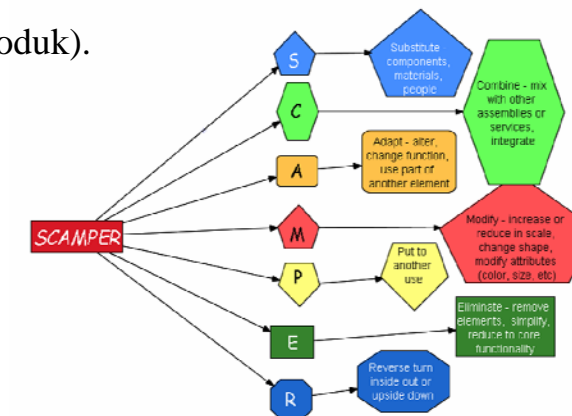 oduk).
S
Substitute -
components,
materials,
people
C
Combine - mix
with other
assemblies or
services,
integrate
A
Adapt - alter,
change function,
use part of
another element
SCAMPER
M
Modify - increase or
reduce in scale,
change shape,
modify attributes
(color, size, etc)
P
Put to
another
use
E
Eliminate - remove
elements, simplify,
reduce to core
functionality
R
Reverse turn
inside out or
upside down